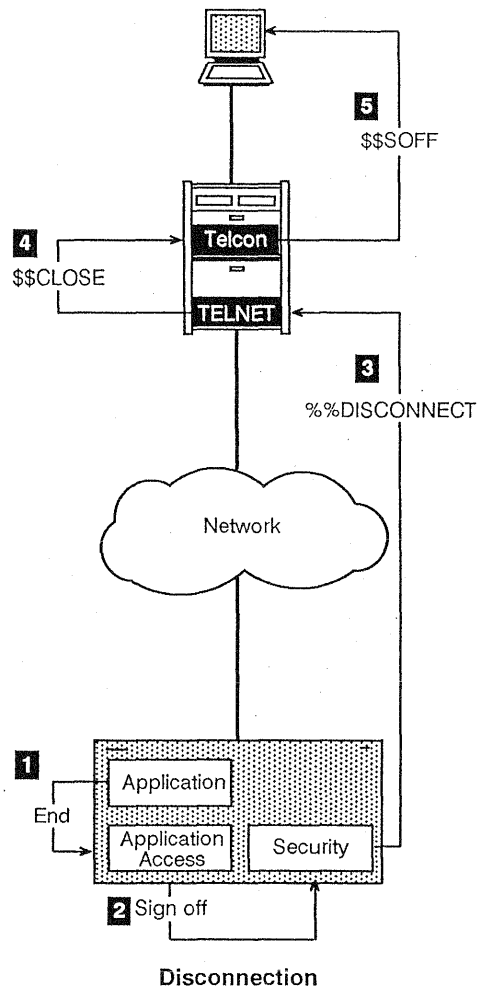 5
$$SOFF
Telcon
4
$$CLOSE
TELNET
3
%%DISCONNECT
Network
1
Application
End
Application
Access
Security
2 Sign off
Disconnection